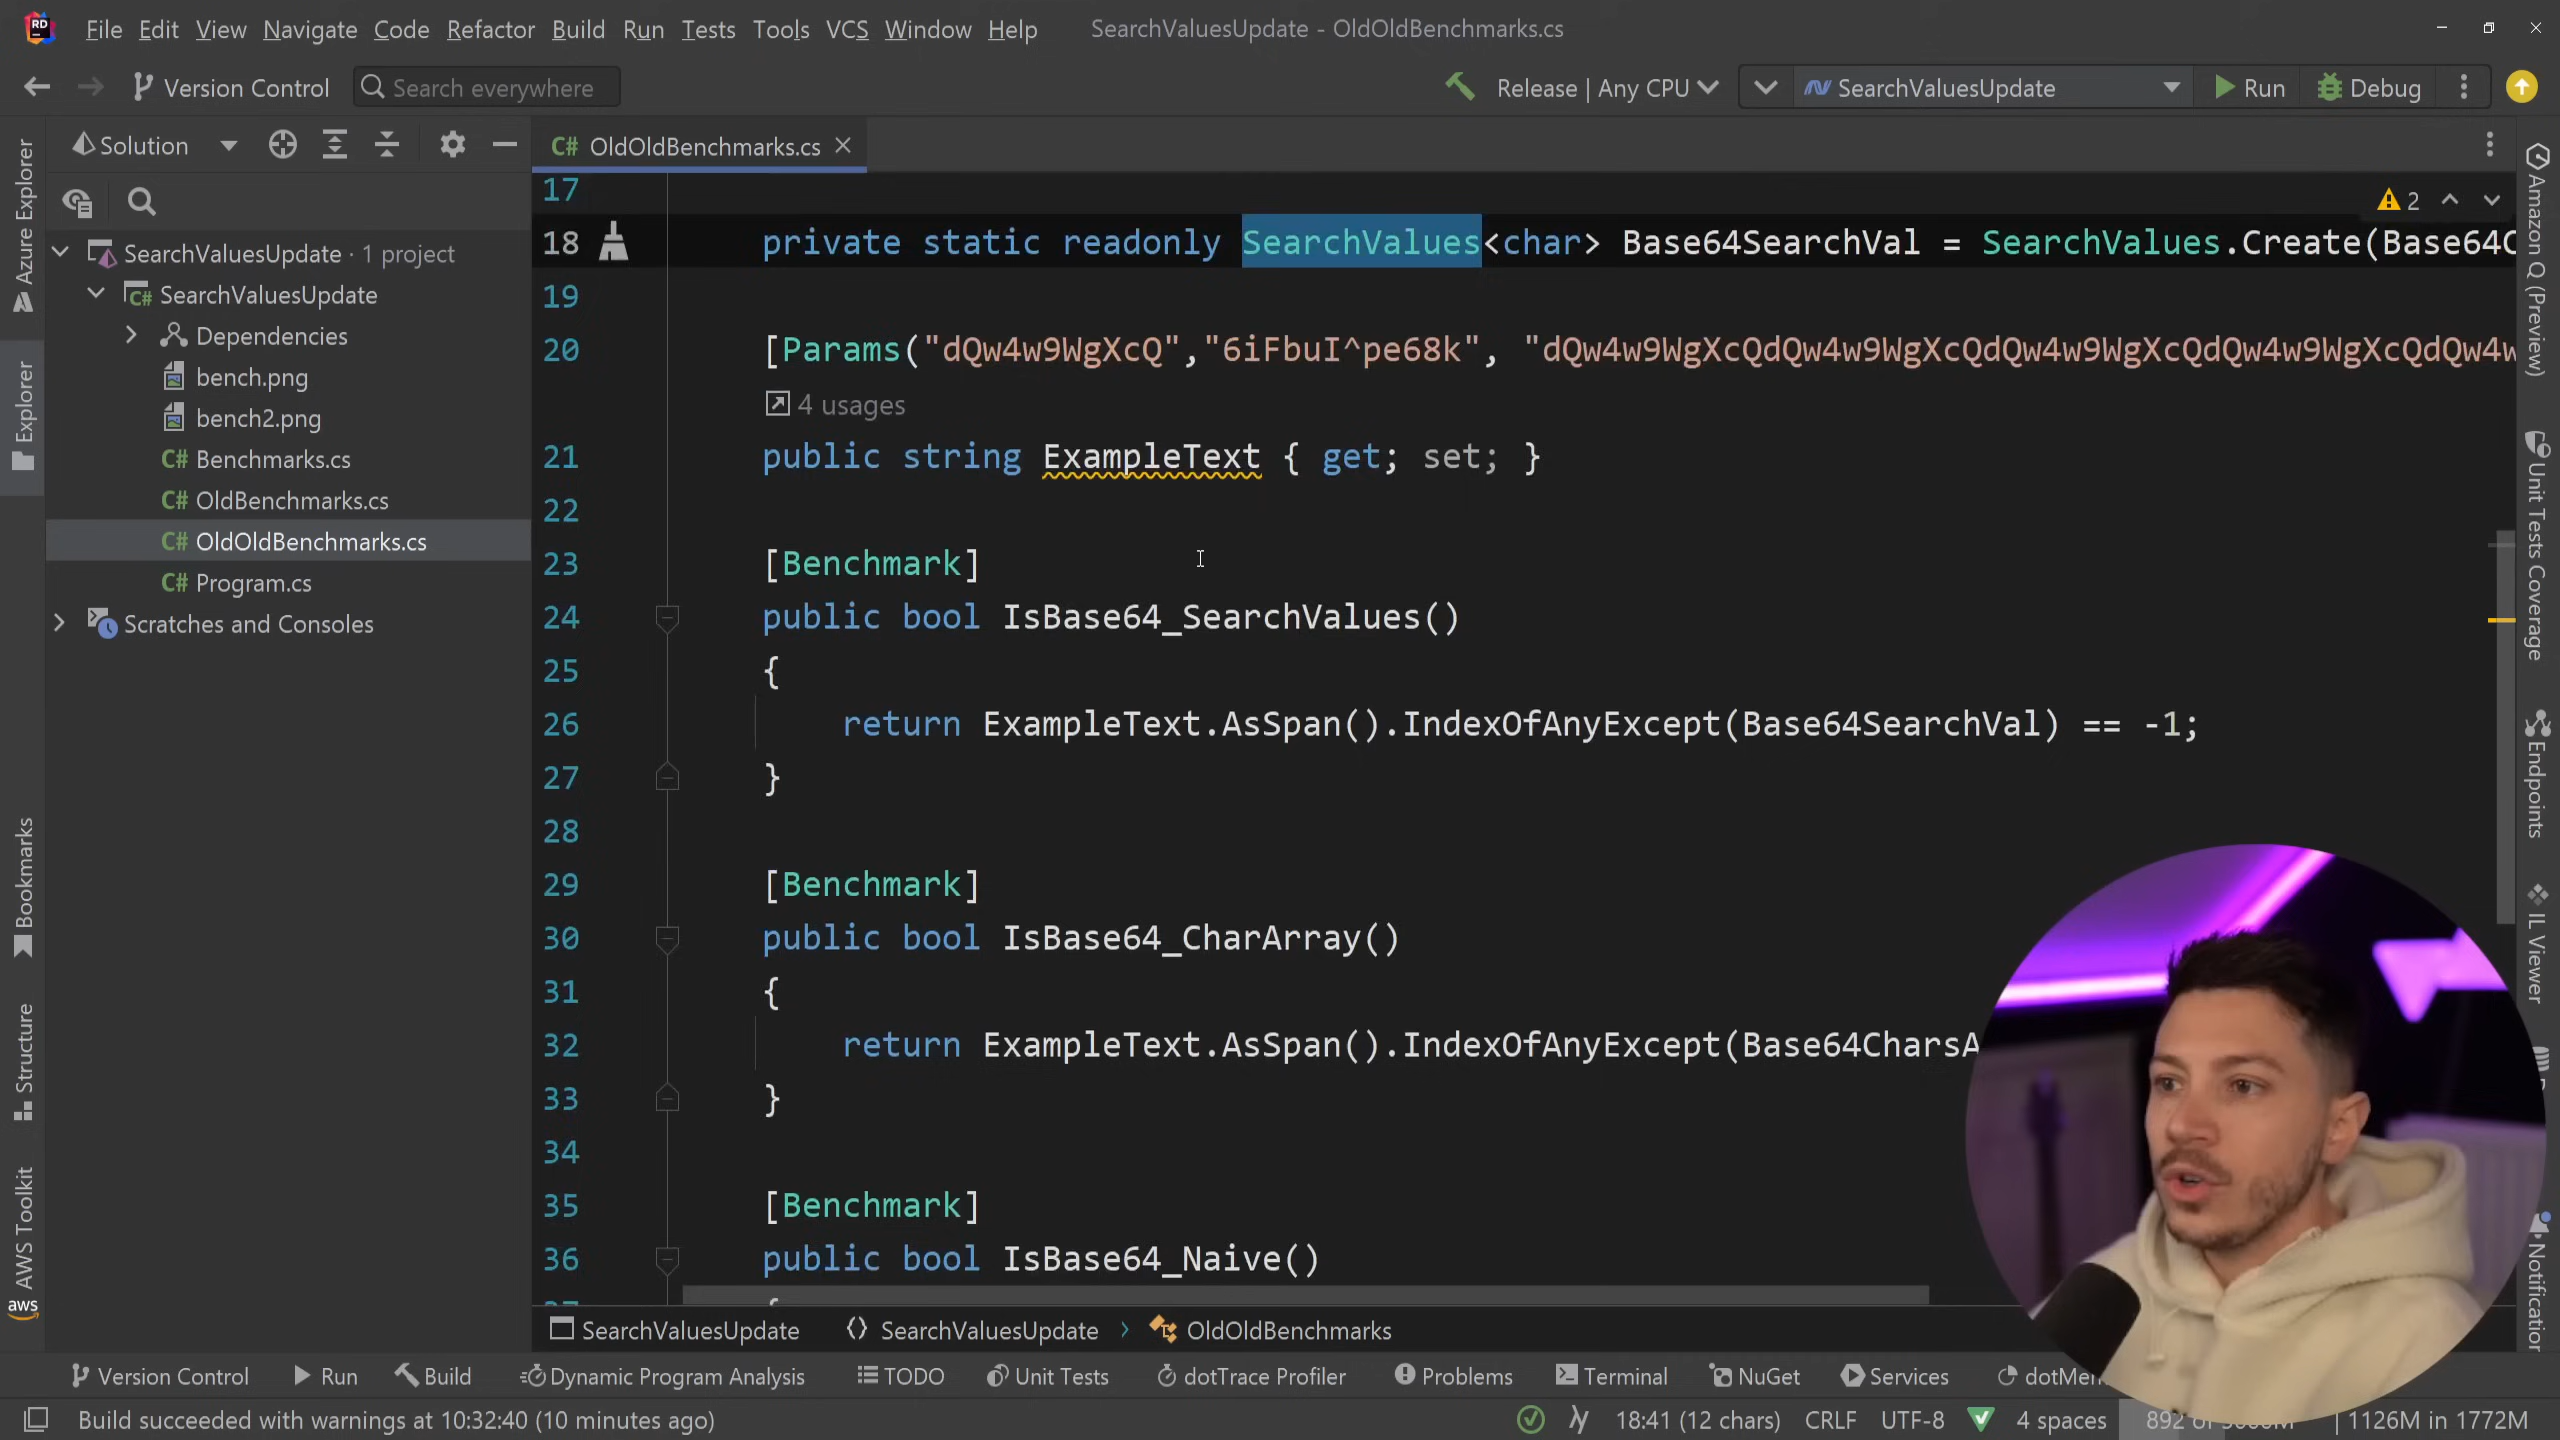 File Edit View Navigate Code Refactor Build Run Tests Tools VCS Window Help SearchValuesUpdate - OldOldBenchmarks.cs
Version Control Search everywhere Release | Any CPU SearchValuesUpdate Run Debug
Solution
OldOldBenchmarks.cs
SearchValuesUpdate · 1 project
SearchValuesUpdate
Dependencies
bench.png
bench2.png
C# Benchmarks.cs
C# OldBenchmarks.cs
C# OldOldBenchmarks.cs
C# Program.cs
Scratches and Consoles
Azure Explorer
Explorer
Bookmarks
Structure
AWS Toolkit
aws
C#
2
17
18 private static readonly SearchValues<char> Base64SearchVal = SearchValues.Create(Base64C
19
20 [Params("dQw4w9WgXcQ","6iFbuI^pe68k", "dQw4w9WgXcQdQw4w9WgXcQdQw4w9WgXcQdQw4w9WgXcQdQw4w
4 usages
21 public string ExampleText { get; set; }
22
23 [Benchmark]
24 public bool IsBase64_SearchValues()
25 {
26 return ExampleText.AsSpan().IndexOfAnyExcept(Base64SearchVal) == -1;
27 }
28
29 [Benchmark]
30 public bool IsBase64_CharArray()
31 {
32 return ExampleText.AsSpan().IndexOfAnyExcept(Base64CharsA
33 }
34
35 [Benchmark]
36 public bool IsBase64_Naive()
{
Amazon Q (Preview)
Unit Tests Coverage
Endpoints
IL Viewer
Notification
SearchValuesUpdate SearchValuesUpdate OldOldBenchmarks
Version Control Run Build Dynamic Program Analysis TODO Unit Tests dotTrace Profiler Problems Terminal NuGet Services dotMem
Build succeeded with warnings at 10:32:40 (10 minutes ago) 18:41 (12 chars) CRLF UTF-8 4 spaces 892 of 1126M in 1772M